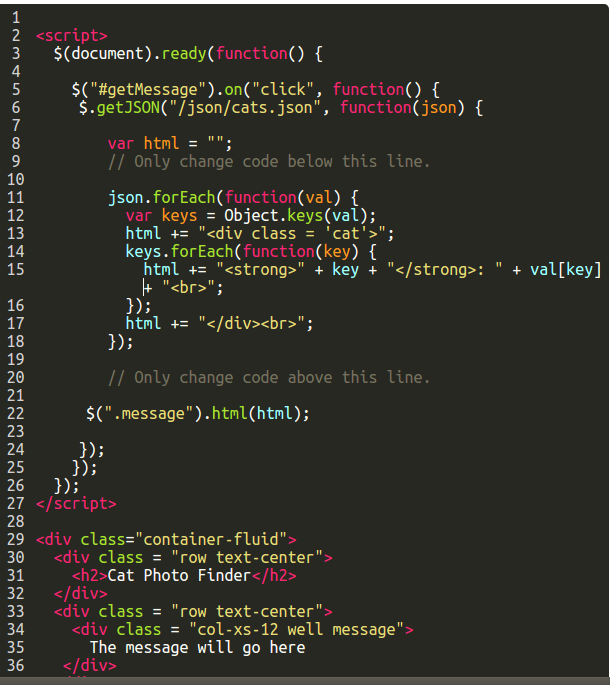 1
2 <script>
3 $(document).ready(function() {
4
5 $("#getMessage").on("click", function() {
6 $.getJSON("/json/cats.json", function(json) {
7
8 var html = "";
9 // Only change code below this line.
10
11 json.forEach(function(val) {
12 var keys = Object.keys(val);
13 html += "<div class = 'cat'>";
14 keys.forEach(function(key) {
15 html += "<strong>" + key + "</strong>: " + val[key]
+ "<br>";
16 });
17 html += "</div><br>";
18 });
19
20 // Only change code above this line.
21
22 $(".message").html(html);
23
24 });
25 });
26 });
27 </script>
28
29 <div class="container-fluid">
30 <div class = "row text-center">
31 <h2>Cat Photo Finder</h2>
32 </div>
33 <div class = "row text-center">
34 <div class = "col-xs-12 well message">
35 The message will go here
36 </div>